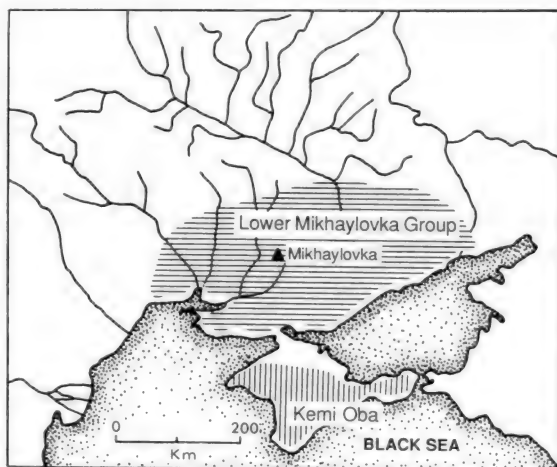 Lower Mikhaylovka Group
Mikhaylovka
Kemi Oba
0 200
Km
BLACK SEA